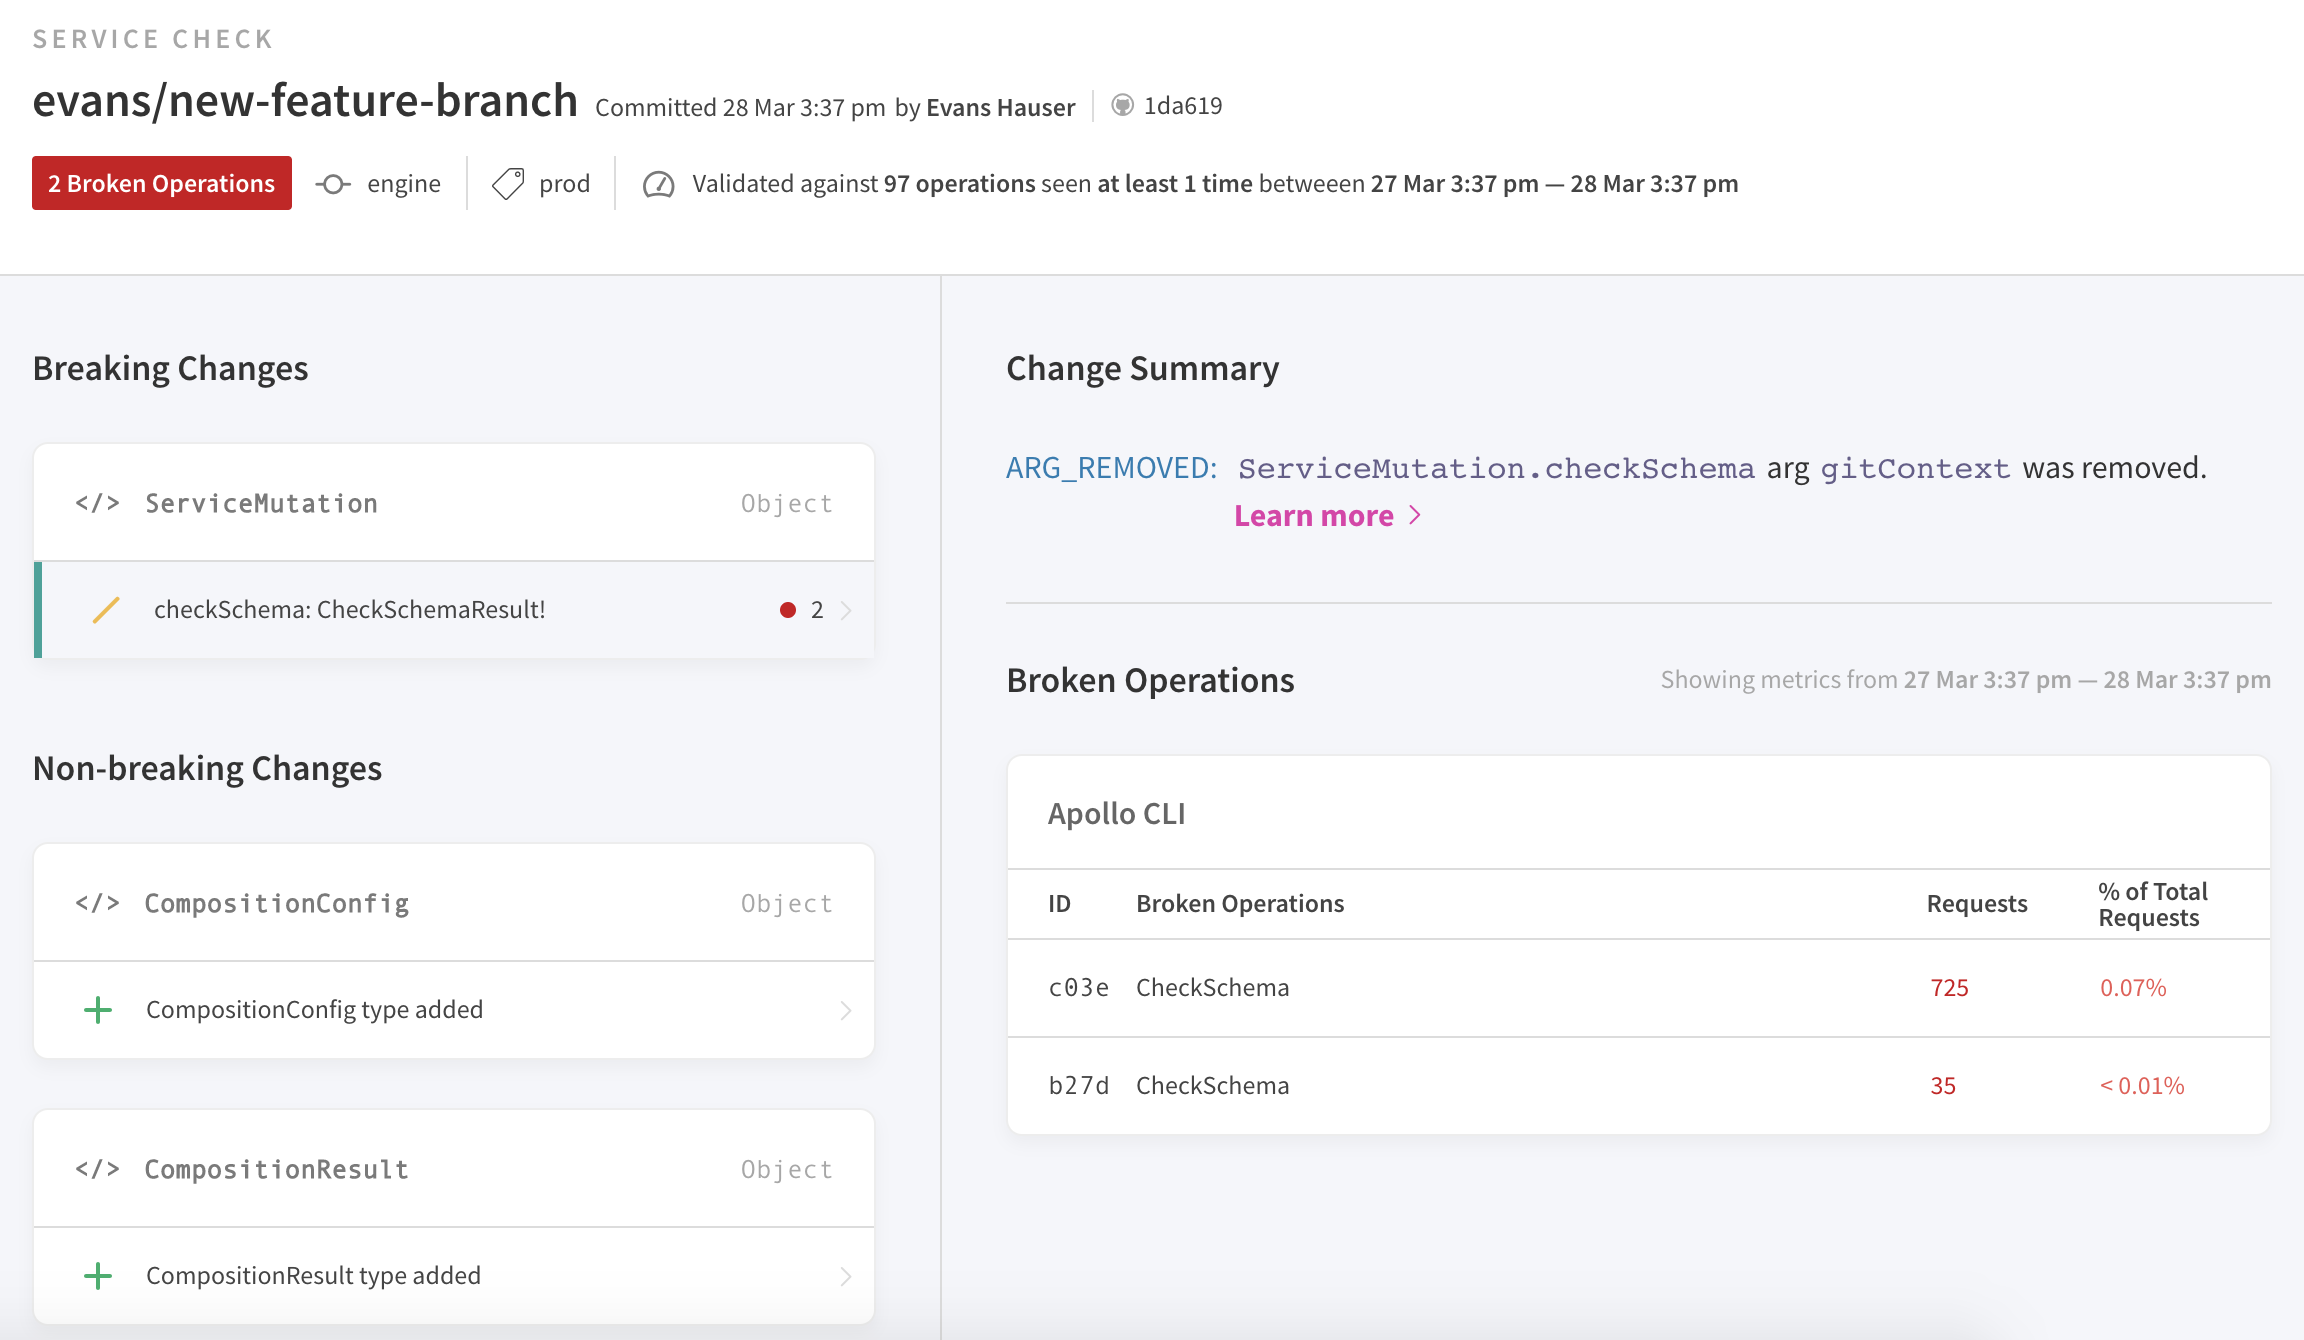 SERVICE CHECK
evans/new-feature-branch Committed 28 Mar 3:37 pm by Evans Hauser 1da619
2 Broken Operations engine prod Validated against 97 operations seen at least 1 time betweeen 27 Mar 3:37 pm — 28 Mar 3:37 pm
Breaking Changes
</> ServiceMutation Object
checkSchema: CheckSchemaResult! 2
Non-breaking Changes
</> CompositionConfig Object
CompositionConfig type added
</> CompositionResult Object
CompositionResult type added
Change Summary
ARG_REMOVED: ServiceMutation.checkSchema arg gitContext was removed.
Learn more
Broken Operations Showing metrics from 27 Mar 3:37 pm — 28 Mar 3:37 pm
Apollo CLI
ID Broken Operations Requests % of Total
Requests
c03e CheckSchema 725 0.07%
b27d CheckSchema 35 < 0.01%